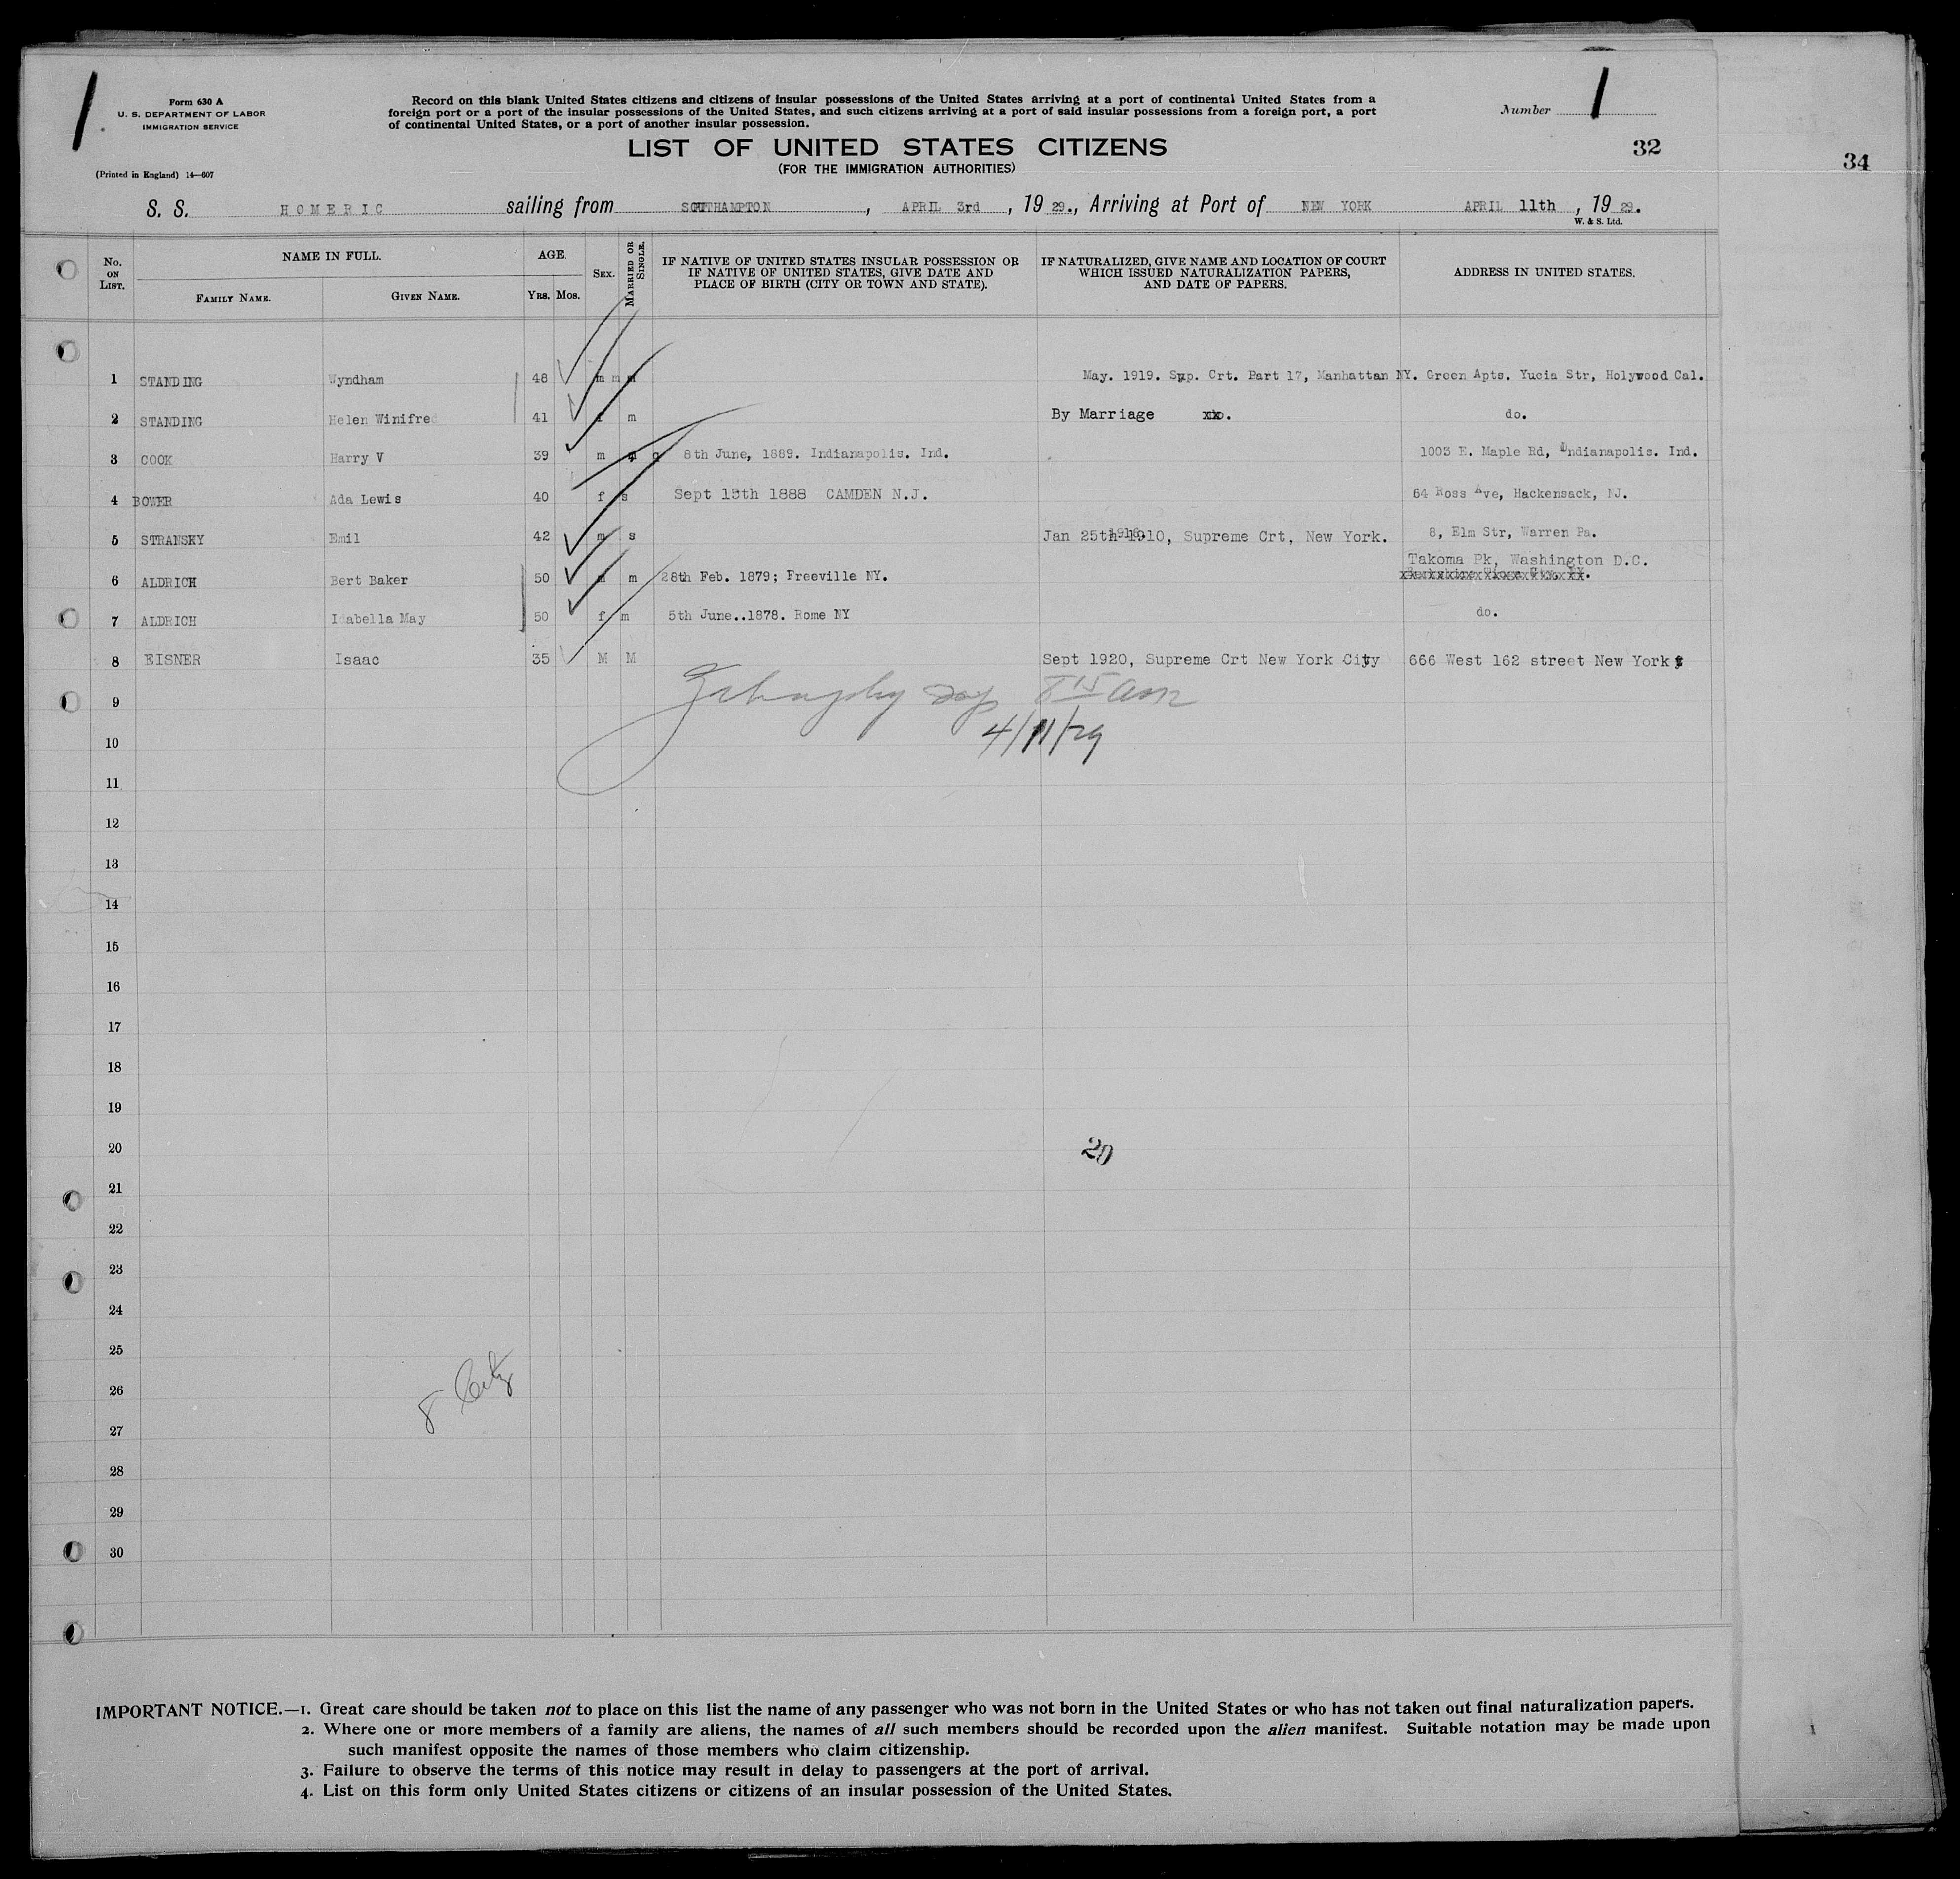 Form 630 A
U. S. DEPARTMENT OF LABOR
IMMIGRATION SERVICE
(Printed in England) 14—607
Record on this blank United States citizens and citizens of insular possessions of the United States arriving at a port of continental United States from a
foreign port or a port of the insular possessions of the United States, and such citizens arriving at a port of said insular possessions from a foreign port, a port
of continental United States, or a port of another insular possession.
Number 1
LIST OF UNITED STATES CITIZENS
(FOR THE IMMIGRATION AUTHORITIES)
32
34
S. S. HOMERIC sailing from SOUTHAMPTON, APRIL 3rd, 19 29., Arriving at Port of NEW YORK APRIL 11th, 19 29.
W. & S. Ltd.
No. ON LIST.
NAME IN FULL.
FAMILY NAME.
GIVEN NAME.
AGE.
YRS. MOS.
SEX.
MARRIED OR SINGLE.
IF NATIVE OF UNITED STATES INSULAR POSSESSION OR
IF NATIVE OF UNITED STATES, GIVE DATE AND
PLACE OF BIRTH (CITY OR TOWN AND STATE).
IF NATURALIZED, GIVE NAME AND LOCATION OF COURT
WHICH ISSUED NATURALIZATION PAPERS,
AND DATE OF PAPERS.
ADDRESS IN UNITED STATES.
1 STANDING Wyndham 48 m m May. 1919. Sup. Crt. Part 17, Manhattan NY. Green Apts. Yucia Str, Holywood Cal.
2 STANDING Helen Winifred 41 f m By Marriage do.
3 COOK Harry V 39 m 8th June, 1889. Indianapolis. Ind. 1003 E. Maple Rd, Indianapolis. Ind.
4 BOWER Ada Lewis 40 f s Sept 15th 1888 CAMDEN N.J. 64 Ross Ave, Hackensack, NJ.
5 STRANSKY Emil 42 m s Jan 25th 1910, Supreme Crt, New York. 8, Elm Str, Warren Pa.
6 ALDRICH Bert Baker 50 m m 28th Feb. 1879; Freeville NY. Takoma Pk, Washington D.C.
7 ALDRICH Isabella May 50 f m 5th June..1878. Rome NY do.
8 EISNER Isaac 35 M M Sept 1920, Supreme Crt New York City 666 West 162 street New York
9
8 15 am
10
4/11/29
11
12
13
14
15
16
17
18
19
20
20
21
22
23
24
25
26
8
27
28
29
30
IMPORTANT NOTICE.—1. Great care should be taken not to place on this list the name of any passenger who was not born in the United States or who has not taken out final naturalization papers.
2. Where one or more members of a family are aliens, the names of all such members should be recorded upon the alien manifest. Suitable notation may be made upon
such manifest opposite the names of those members who claim citizenship.
3. Failure to observe the terms of this notice may result in delay to passengers at the port of arrival.
4. List on this form only United States citizens or citizens of an insular possession of the United States.